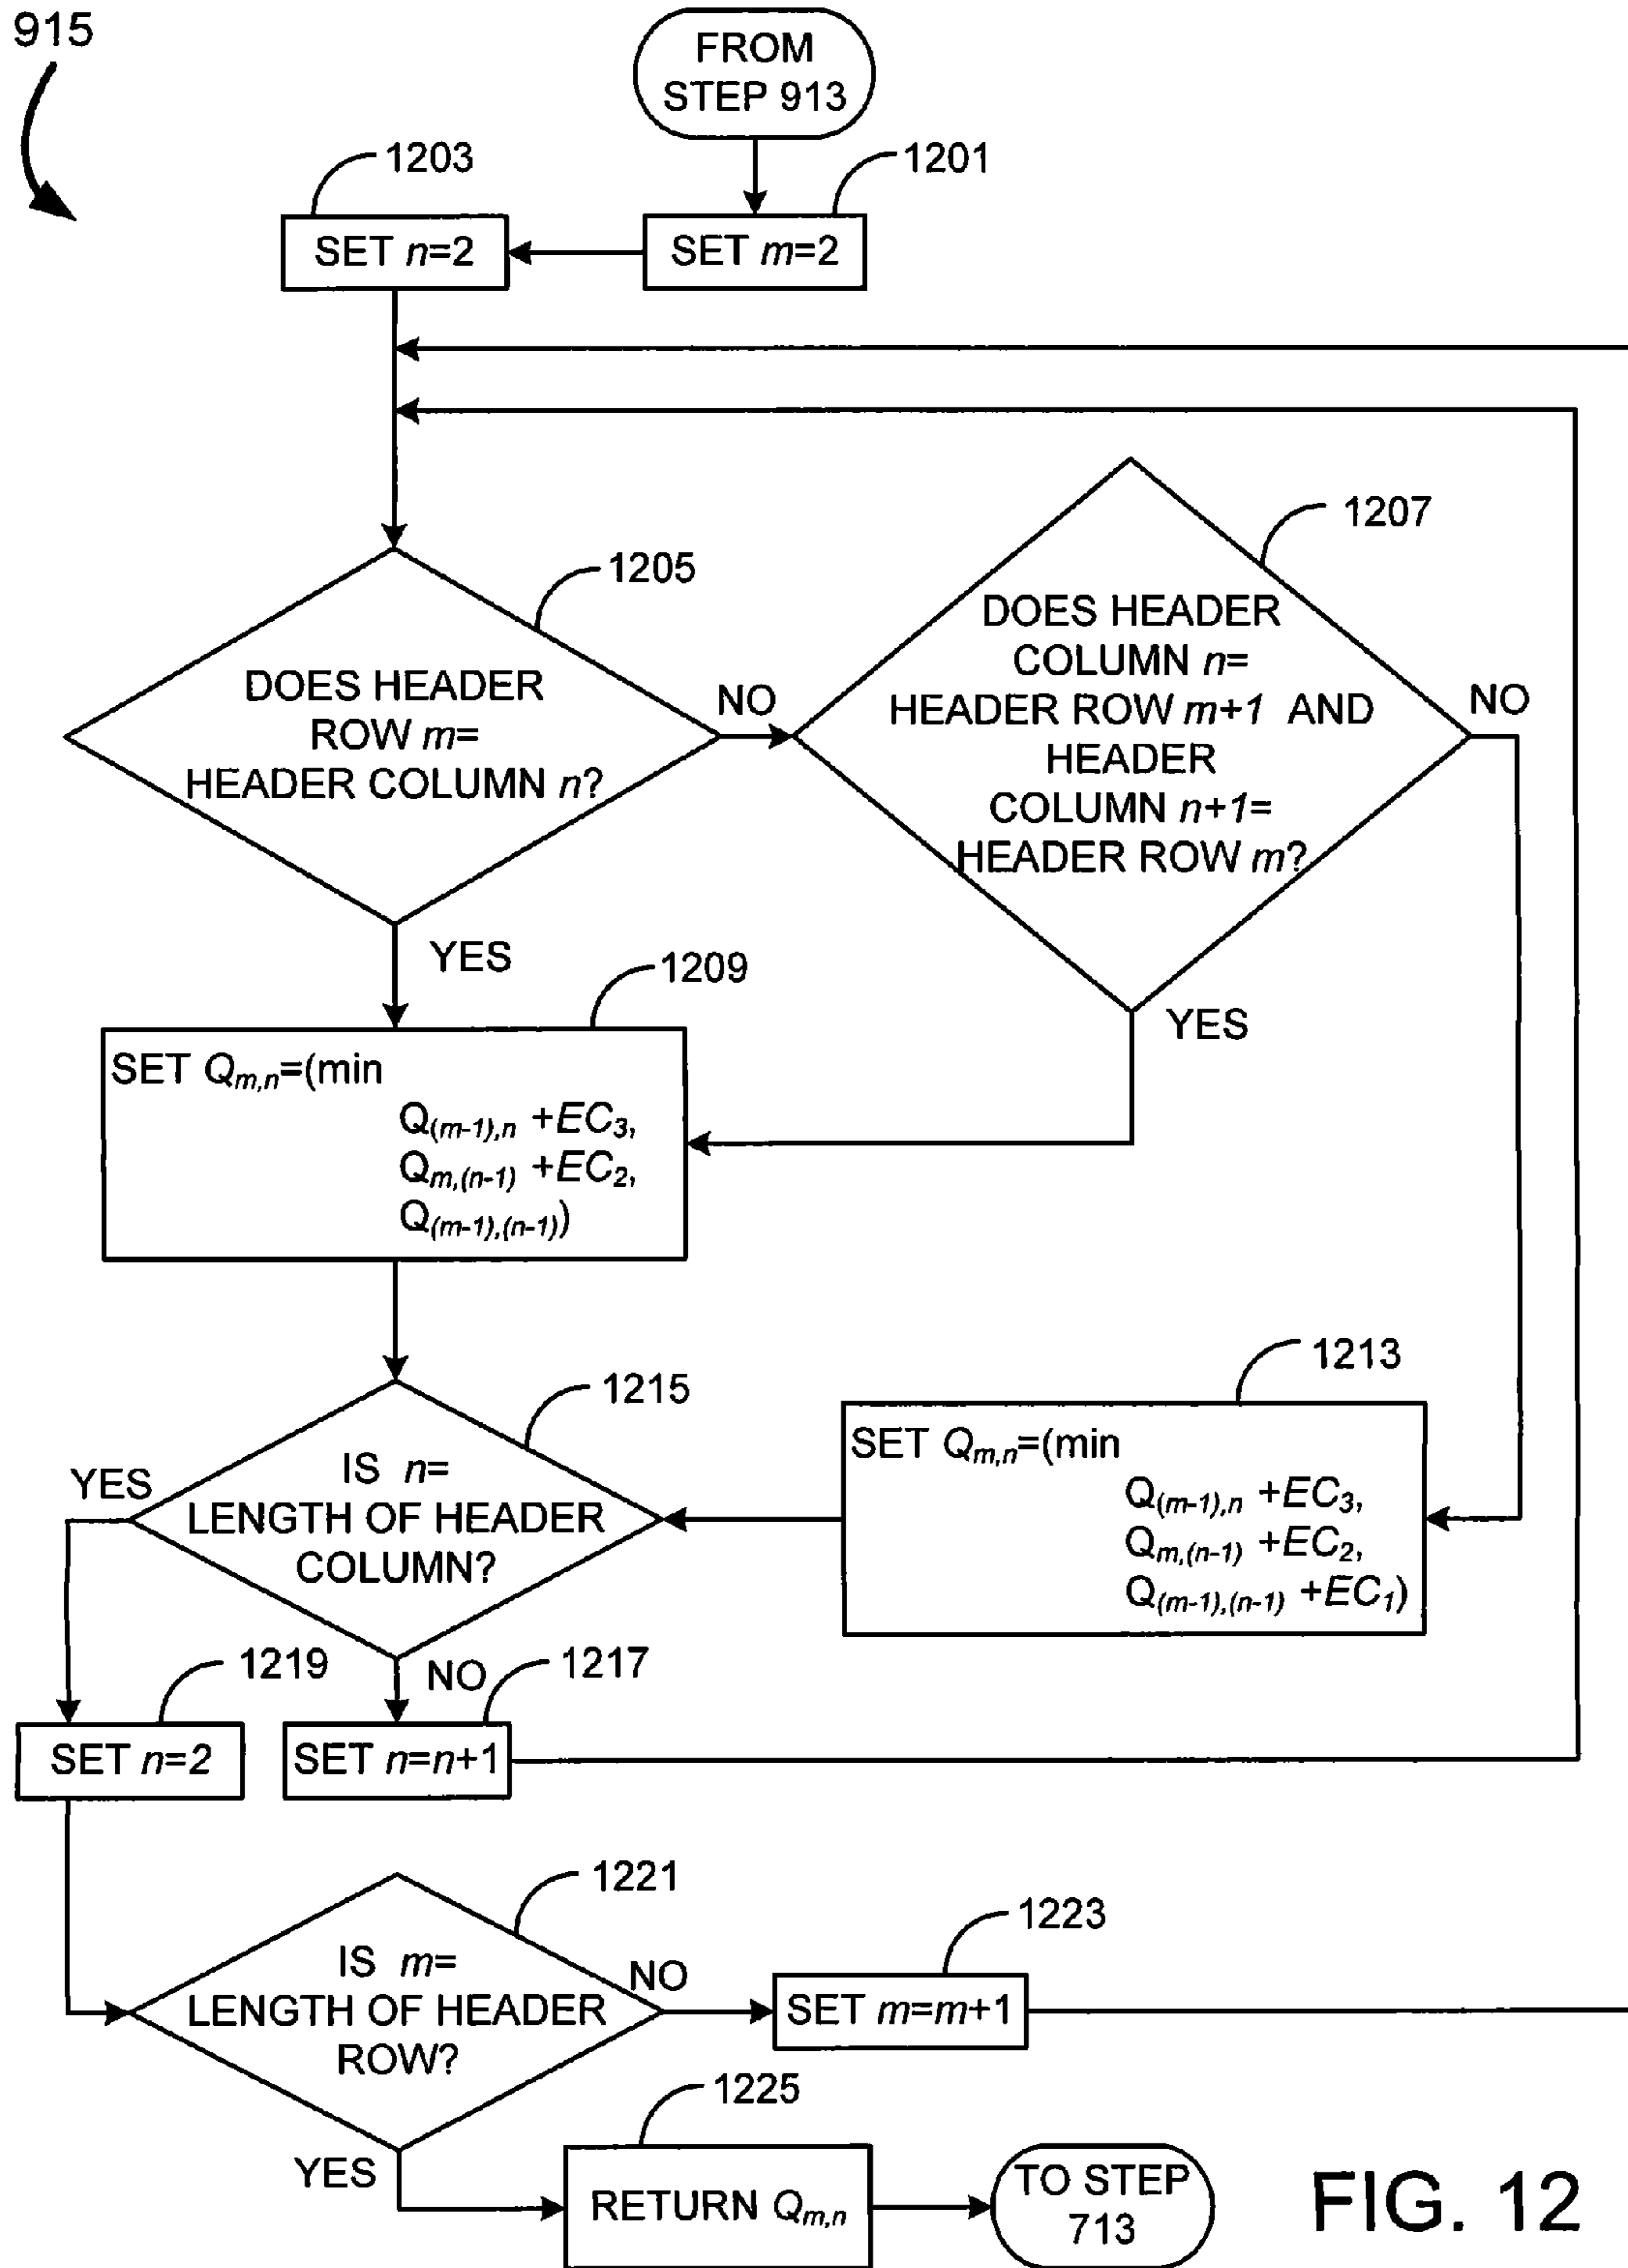 915
FROM
STEP 913
1203
1201
SET n=2
SET m=2
1207
1205
DOES HEADER
COLUMN n=
HEADER ROW m+1 AND
HEADER
COLUMN n+1=
HEADER ROW m?
NO
DOES HEADER
ROW m=
HEADER COLUMN n?
NO
YES
YES
1209
SET Qm,n=(min
Q(m-1),n +EC3,
Qm,(n-1) +EC2,
Q(m-1),(n-1))
1213
1215
SET Qm,n=(min
Q(m-1),n +EC3,
Qm,(n-1) +EC2,
Q(m-1),(n-1) +EC1)
YES
IS n=
LENGTH OF HEADER
COLUMN?
1219
NO
1217
SET n=2
SET n=n+1
1221
1223
IS m=
LENGTH OF HEADER
ROW?
NO
SET m=m+1
1225
YES
RETURN Qm,n
TO STEP
713
FIG. 12